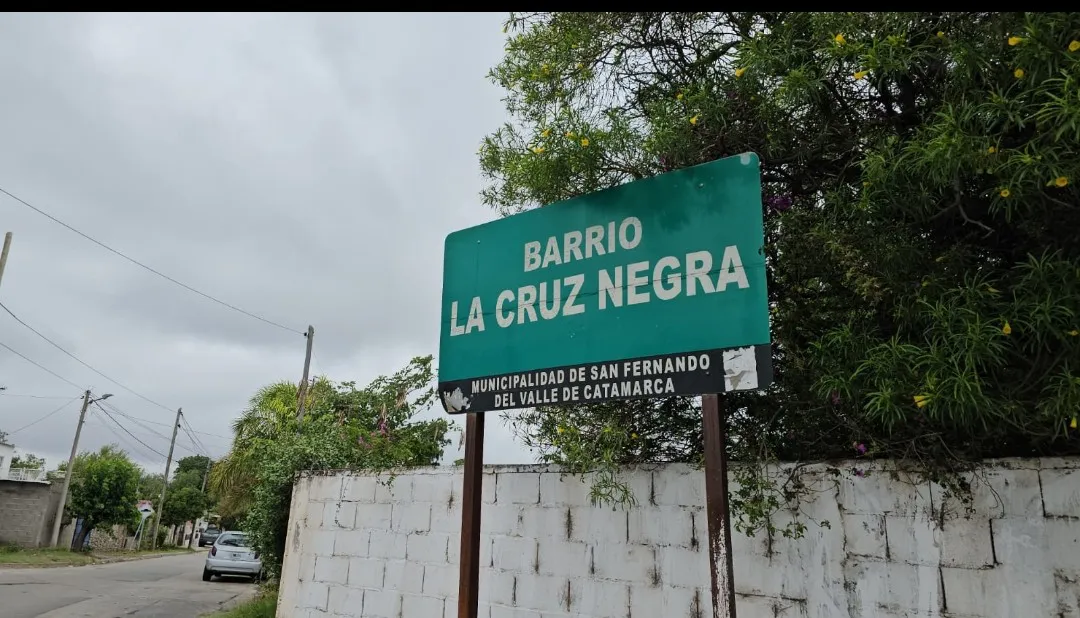 BARRIO
LA CRUZ NEGRA
MUNICIPALIDAD DE SAN FERNANDO
DEL VALLE DE CATAMARCA